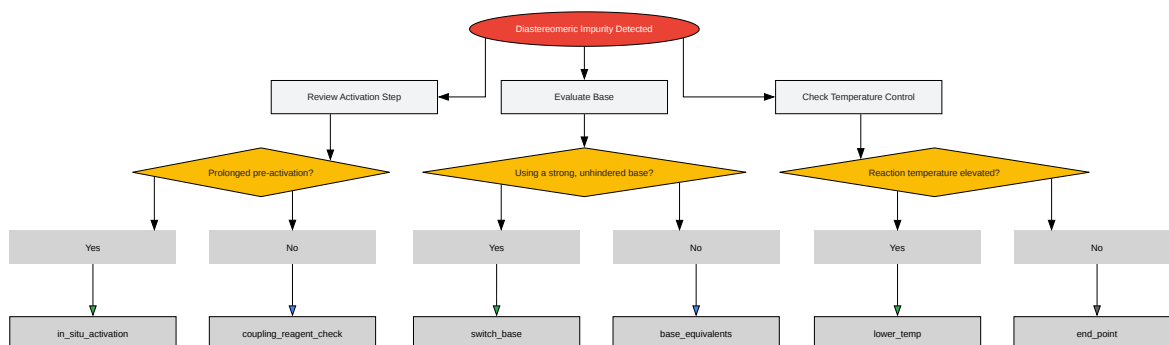 Diastereomeric Impurity Detected
Review Activation Step
Evaluate Base
Check Temperature Control
Prolonged pre-activation?
Using a strong, unhindered base?
Reaction temperature elevated?
Yes
No
Yes
No
Yes
No
in_situ_activation
coupling_reagent_check
switch_base
base_equivalents
lower_temp
end_point